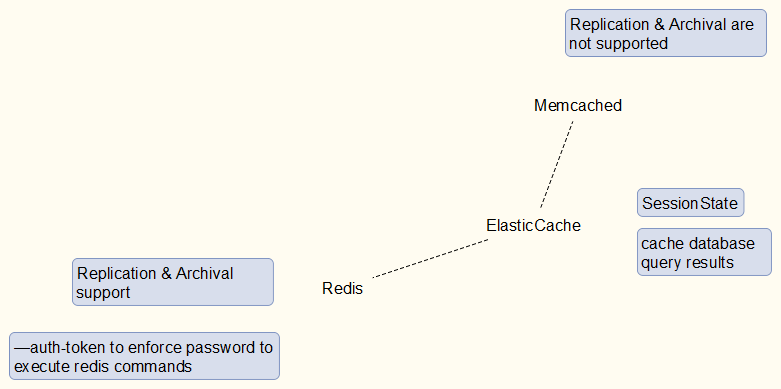 Replication & Archival are
not supported
Memcached
SessionState
ElasticCache
cache database
query results
Replication & Archival
support
Redis
—auth-token to enforce password to
execute redis commands